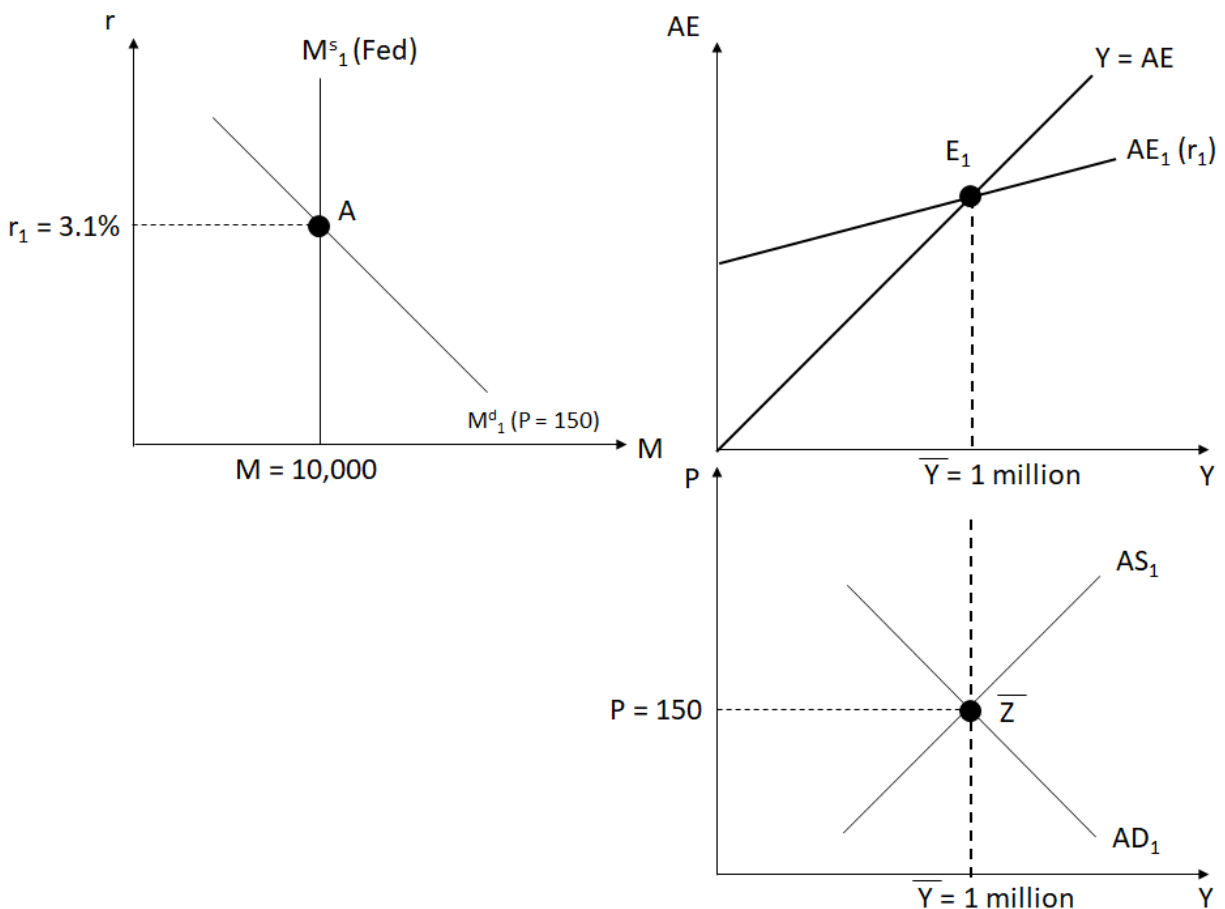 r
Mˢ₁ (Fed)
A
r₁ = 3.1%
Mᵈ₁ (P = 150)
M
M = 10,000
AE
Y = AE
E₁
AE₁ (r₁)
Y̅ = 1 million
Y
P
AS₁
P = 150
Z̅
AD₁
Y̅ = 1 million
Y